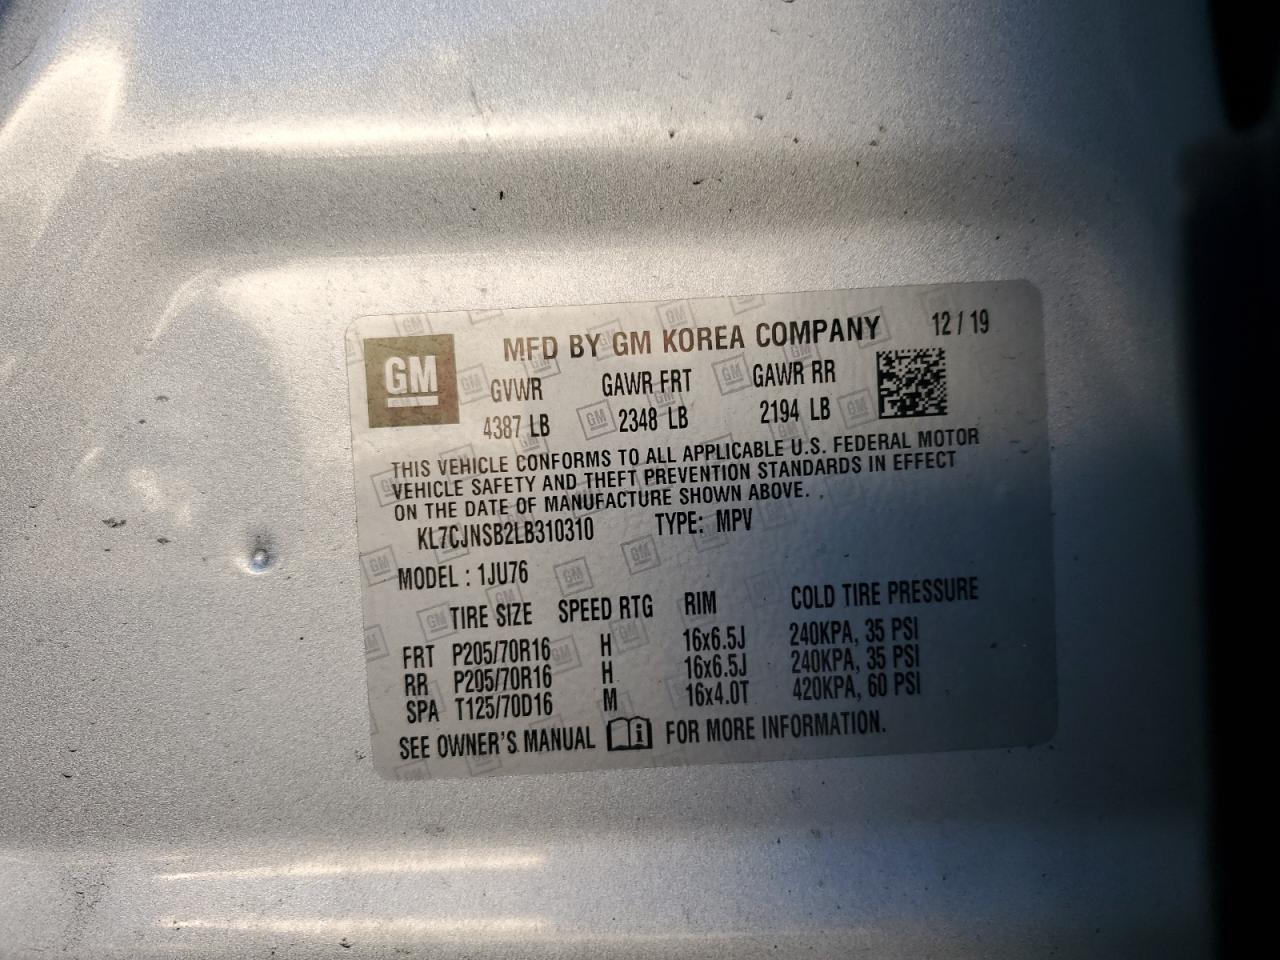 GM MFD BY GM KOREA COMPANY 12/19
GVWR GAWR FRT GAWR RR
4387 LB 2348 LB 2194 LB
THIS VEHICLE CONFORMS TO ALL APPLICABLE U.S. FEDERAL MOTOR
VEHICLE SAFETY AND THEFT PREVENTION STANDARDS IN EFFECT
ON THE DATE OF MANUFACTURE SHOWN ABOVE.
KL7CJNSB2LB310310 TYPE: MPV
MODEL : 1JU76
TIRE SIZE SPEED RTG RIM COLD TIRE PRESSURE
FRT P205/70R16 H 16x6.5J 240KPA, 35 PSI
RR P205/70R16 H 16x6.5J 240KPA, 35 PSI
SPA T125/70D16 M 16x4.0T 420KPA, 60 PSI
SEE OWNER'S MANUAL FOR MORE INFORMATION.